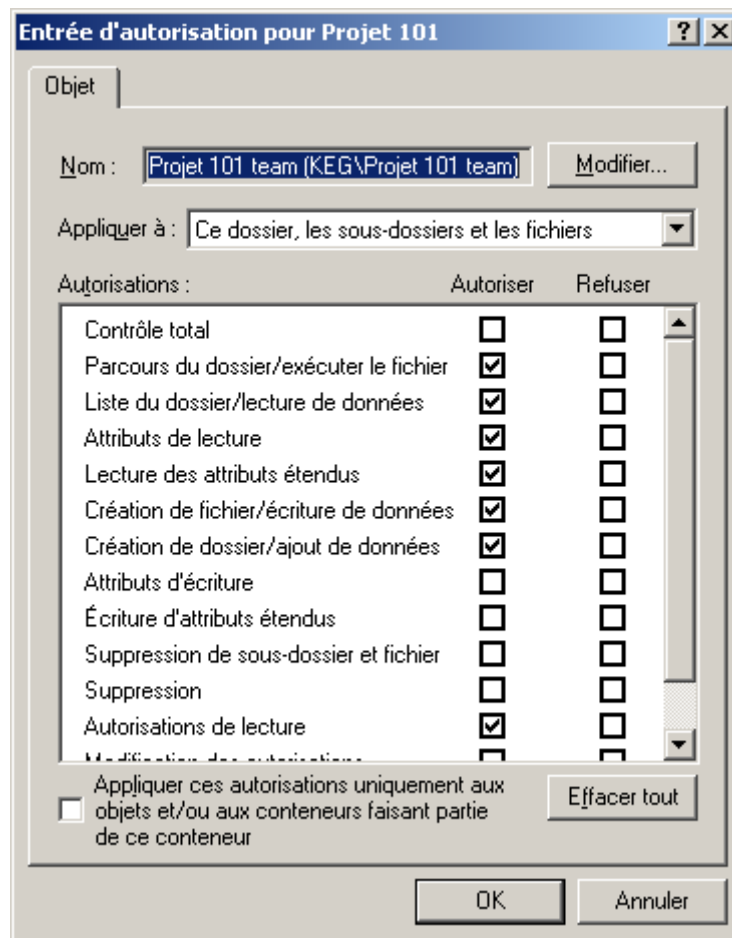 Entrée d'autorisation pour Projet 101
Objet
Nom : Projet 101 team (KEG\Projet 101 team) Modifier...
Appliquer à : Ce dossier, les sous-dossiers et les fichiers
Autorisations : Autoriser Refuser
Contrôle total
Parcours du dossier/exécuter le fichier
Liste du dossier/lecture de données
Attributs de lecture
Lecture des attributs étendus
Création de fichier/écriture de données
Création de dossier/ajout de données
Attributs d'écriture
Écriture d'attributs étendus
Suppression de sous-dossier et fichier
Suppression
Autorisations de lecture
Modification des autorisations
Appliquer ces autorisations uniquement aux
objets et/ou aux conteneurs faisant partie
de ce conteneur
Effacer tout
OK Annuler